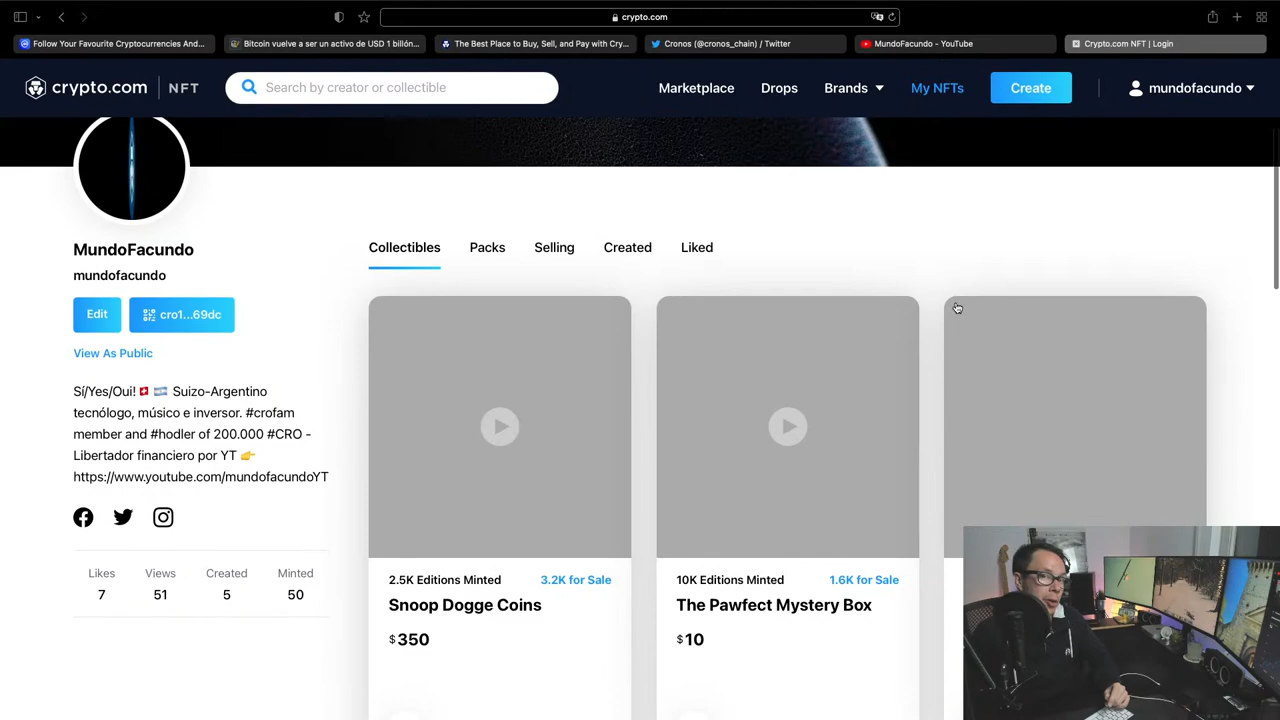 crypto.com
Follow Your Favourite Cryptocurrencies And...
Bitcoin vuelve a ser un activo de USD 1 billón...
The Best Place to Buy, Sell, and Pay with Cry...
Cronos (@cronos_chain) / Twitter
MundoFacundo - YouTube
Crypto.com NFT | Login
crypto.com | NFT
Search by creator or collectible
Marketplace
Drops
Brands
My NFTs
Create
mundofacundo
MundoFacundo
mundofacundo
Edit
cro1...69dc
View As Public
Sí/Yes/Oui!🇨🇭 🇦🇷 Suizo-Argentino
tecnólogo, músico e inversor. #crofam
member and #hodler of 200.000 #CRO -
Libertador financiero por YT 👉
https://www.youtube.com/mundofacundoYT
Likes
Views
Created
Minted
7
51
5
50
Collectibles
Packs
Selling
Created
Liked
2.5K Editions Minted
3.2K for Sale
Snoop Dogge Coins
$350
10K Editions Minted
1.6K for Sale
The Pawfect Mystery Box
$10